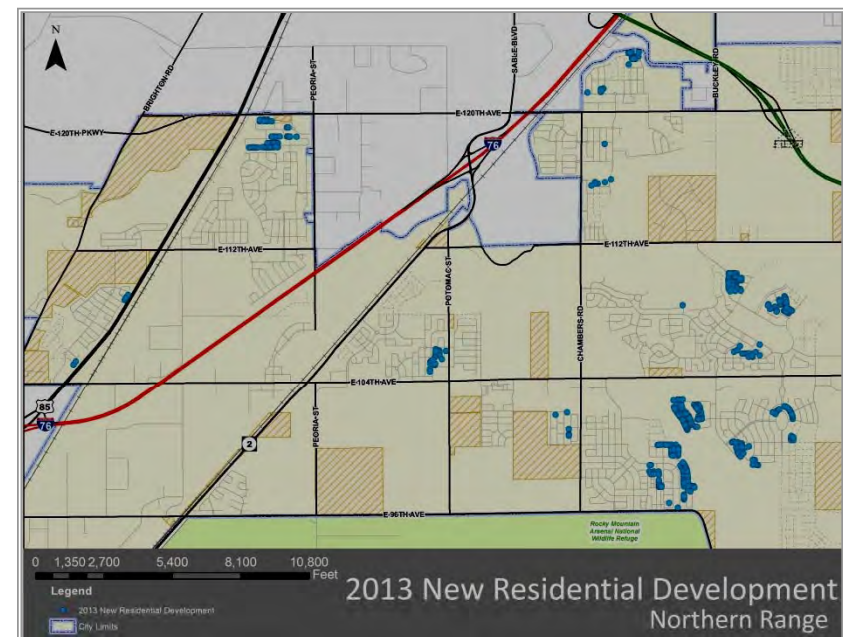 N
BRIGHTON RD
PEORIA ST
SABLE BLVD
BUCKLEY RD
E-120TH-PKWY
E-120TH-AVE
76
E-112TH-AVE
E-112TH-AVE
POTOMAC-ST
CHAMBERS-RD
E-104TH-AVE
85
76
2
PEORIA-ST
E-96TH-AVE
Rocky Mountain
Arsenal National
Wildlife Refuge
0 1,350 2,700 5,400 8,100 10,800
Feet
Legend
2013 New Residential Development
City Limits
2013 New Residential Development
Northern Range